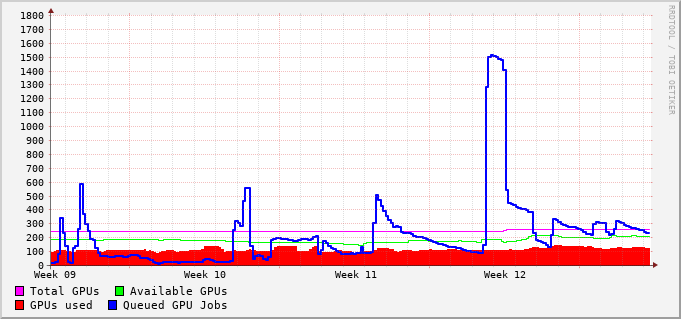 1800
1700
1600
1500
1400
1300
1200
1100
1000
900
800
700
600
500
400
300
200
100
0
Week 09
Week 10
Week 11
Week 12
Total GPUs
Available GPUs
GPUs used
Queued GPU Jobs
RRDTOOL / TOBI OETIKER